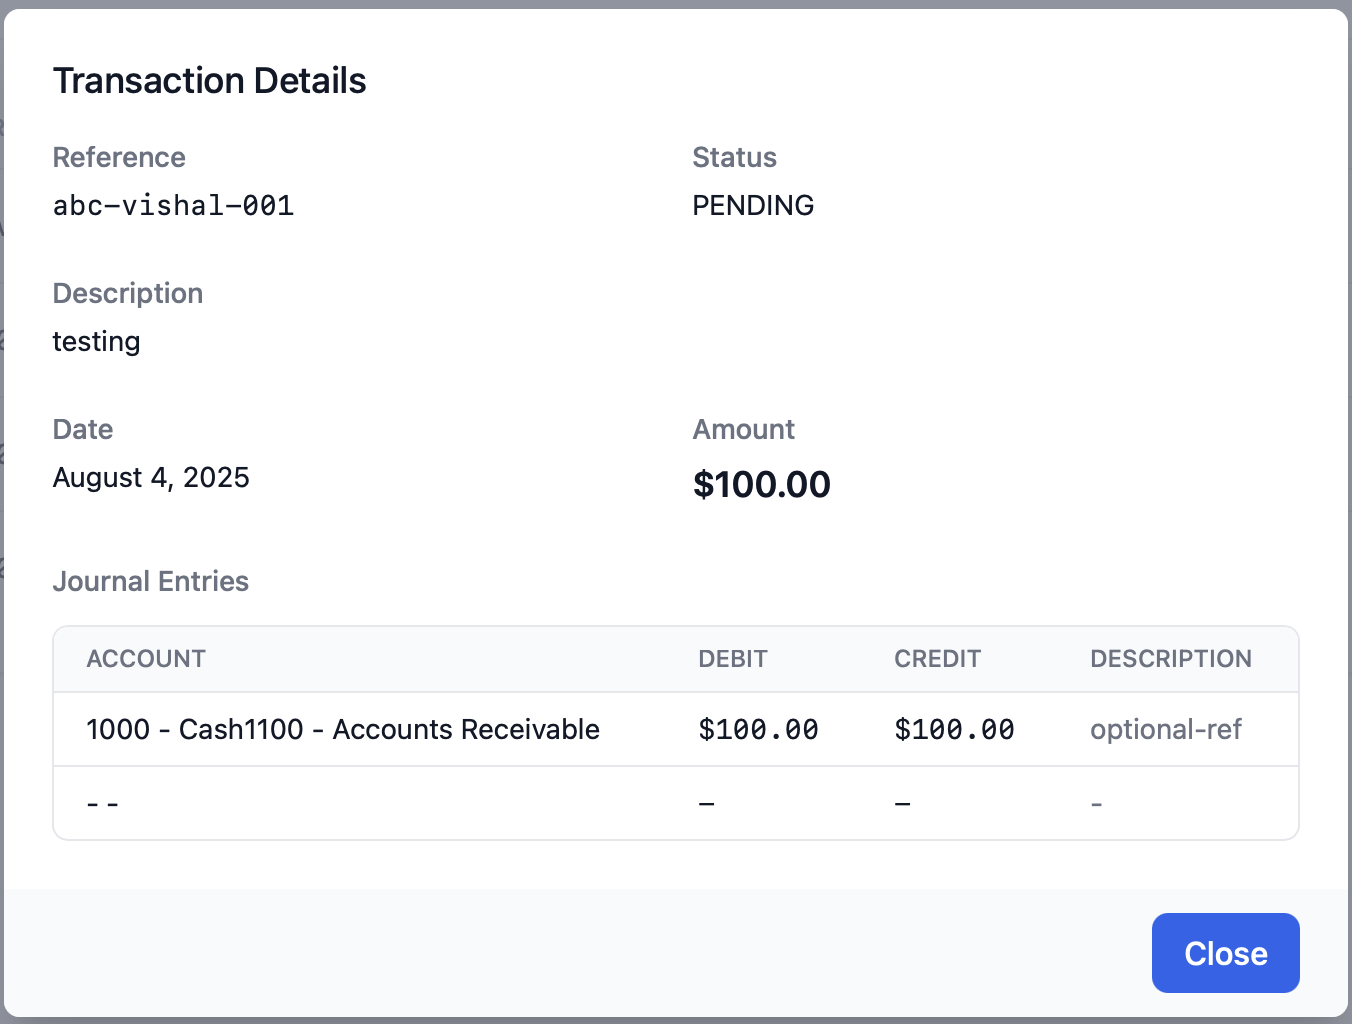 Transaction Details
Reference
Status
abc-vishal-001
PENDING
Description
testing
Date
Amount
August 4, 2025
$100.00
Journal Entries
ACCOUNT DEBIT CREDIT DESCRIPTION
1000 - Cash1100 - Accounts Receivable $100.00 $100.00 optional-ref
- - – – -
Close